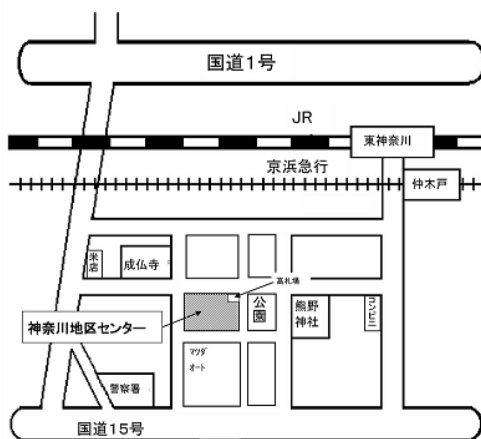 国道1号
JR
東神奈川
京浜急行
仲木戸
米店
成仏寺
高札場
公園
熊野
神社
コンビニ
神奈川地区センター
マツダ
オート
警察署
国道15号